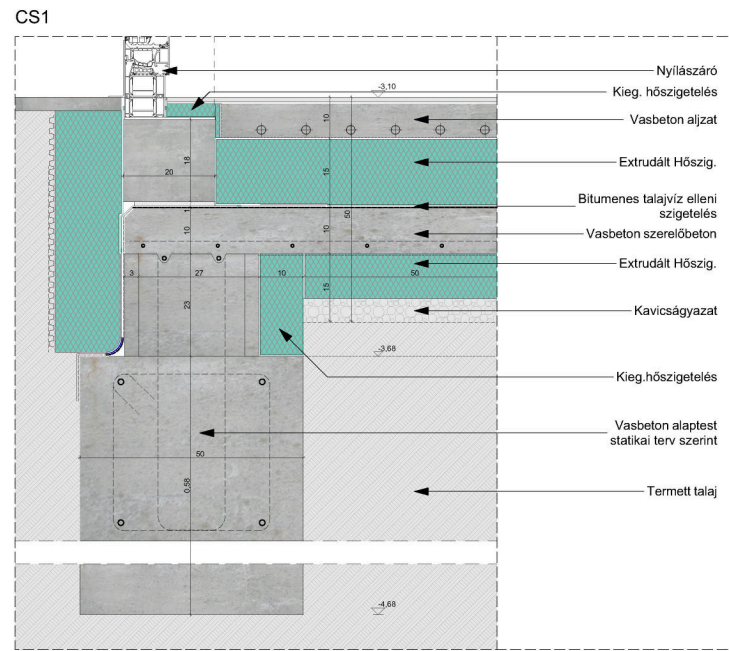 CS1
Nyílászáró
-3,10
Kieg. hőszigetelés
10
Vasbeton aljzat
18
15
Extrudált Hőszig.
20
Bitumenes talajvíz elleni
szigetelés
1
50
10
10
Vasbeton szerelőbeton
Extrudált Hőszig.
3
27
10
50
15
23
Kavicságyazat
-3,68
Kieg.hőszigetelés
Vasbeton alaptest
statikai terv szerint
50
0,58
Termett talaj
-4,68